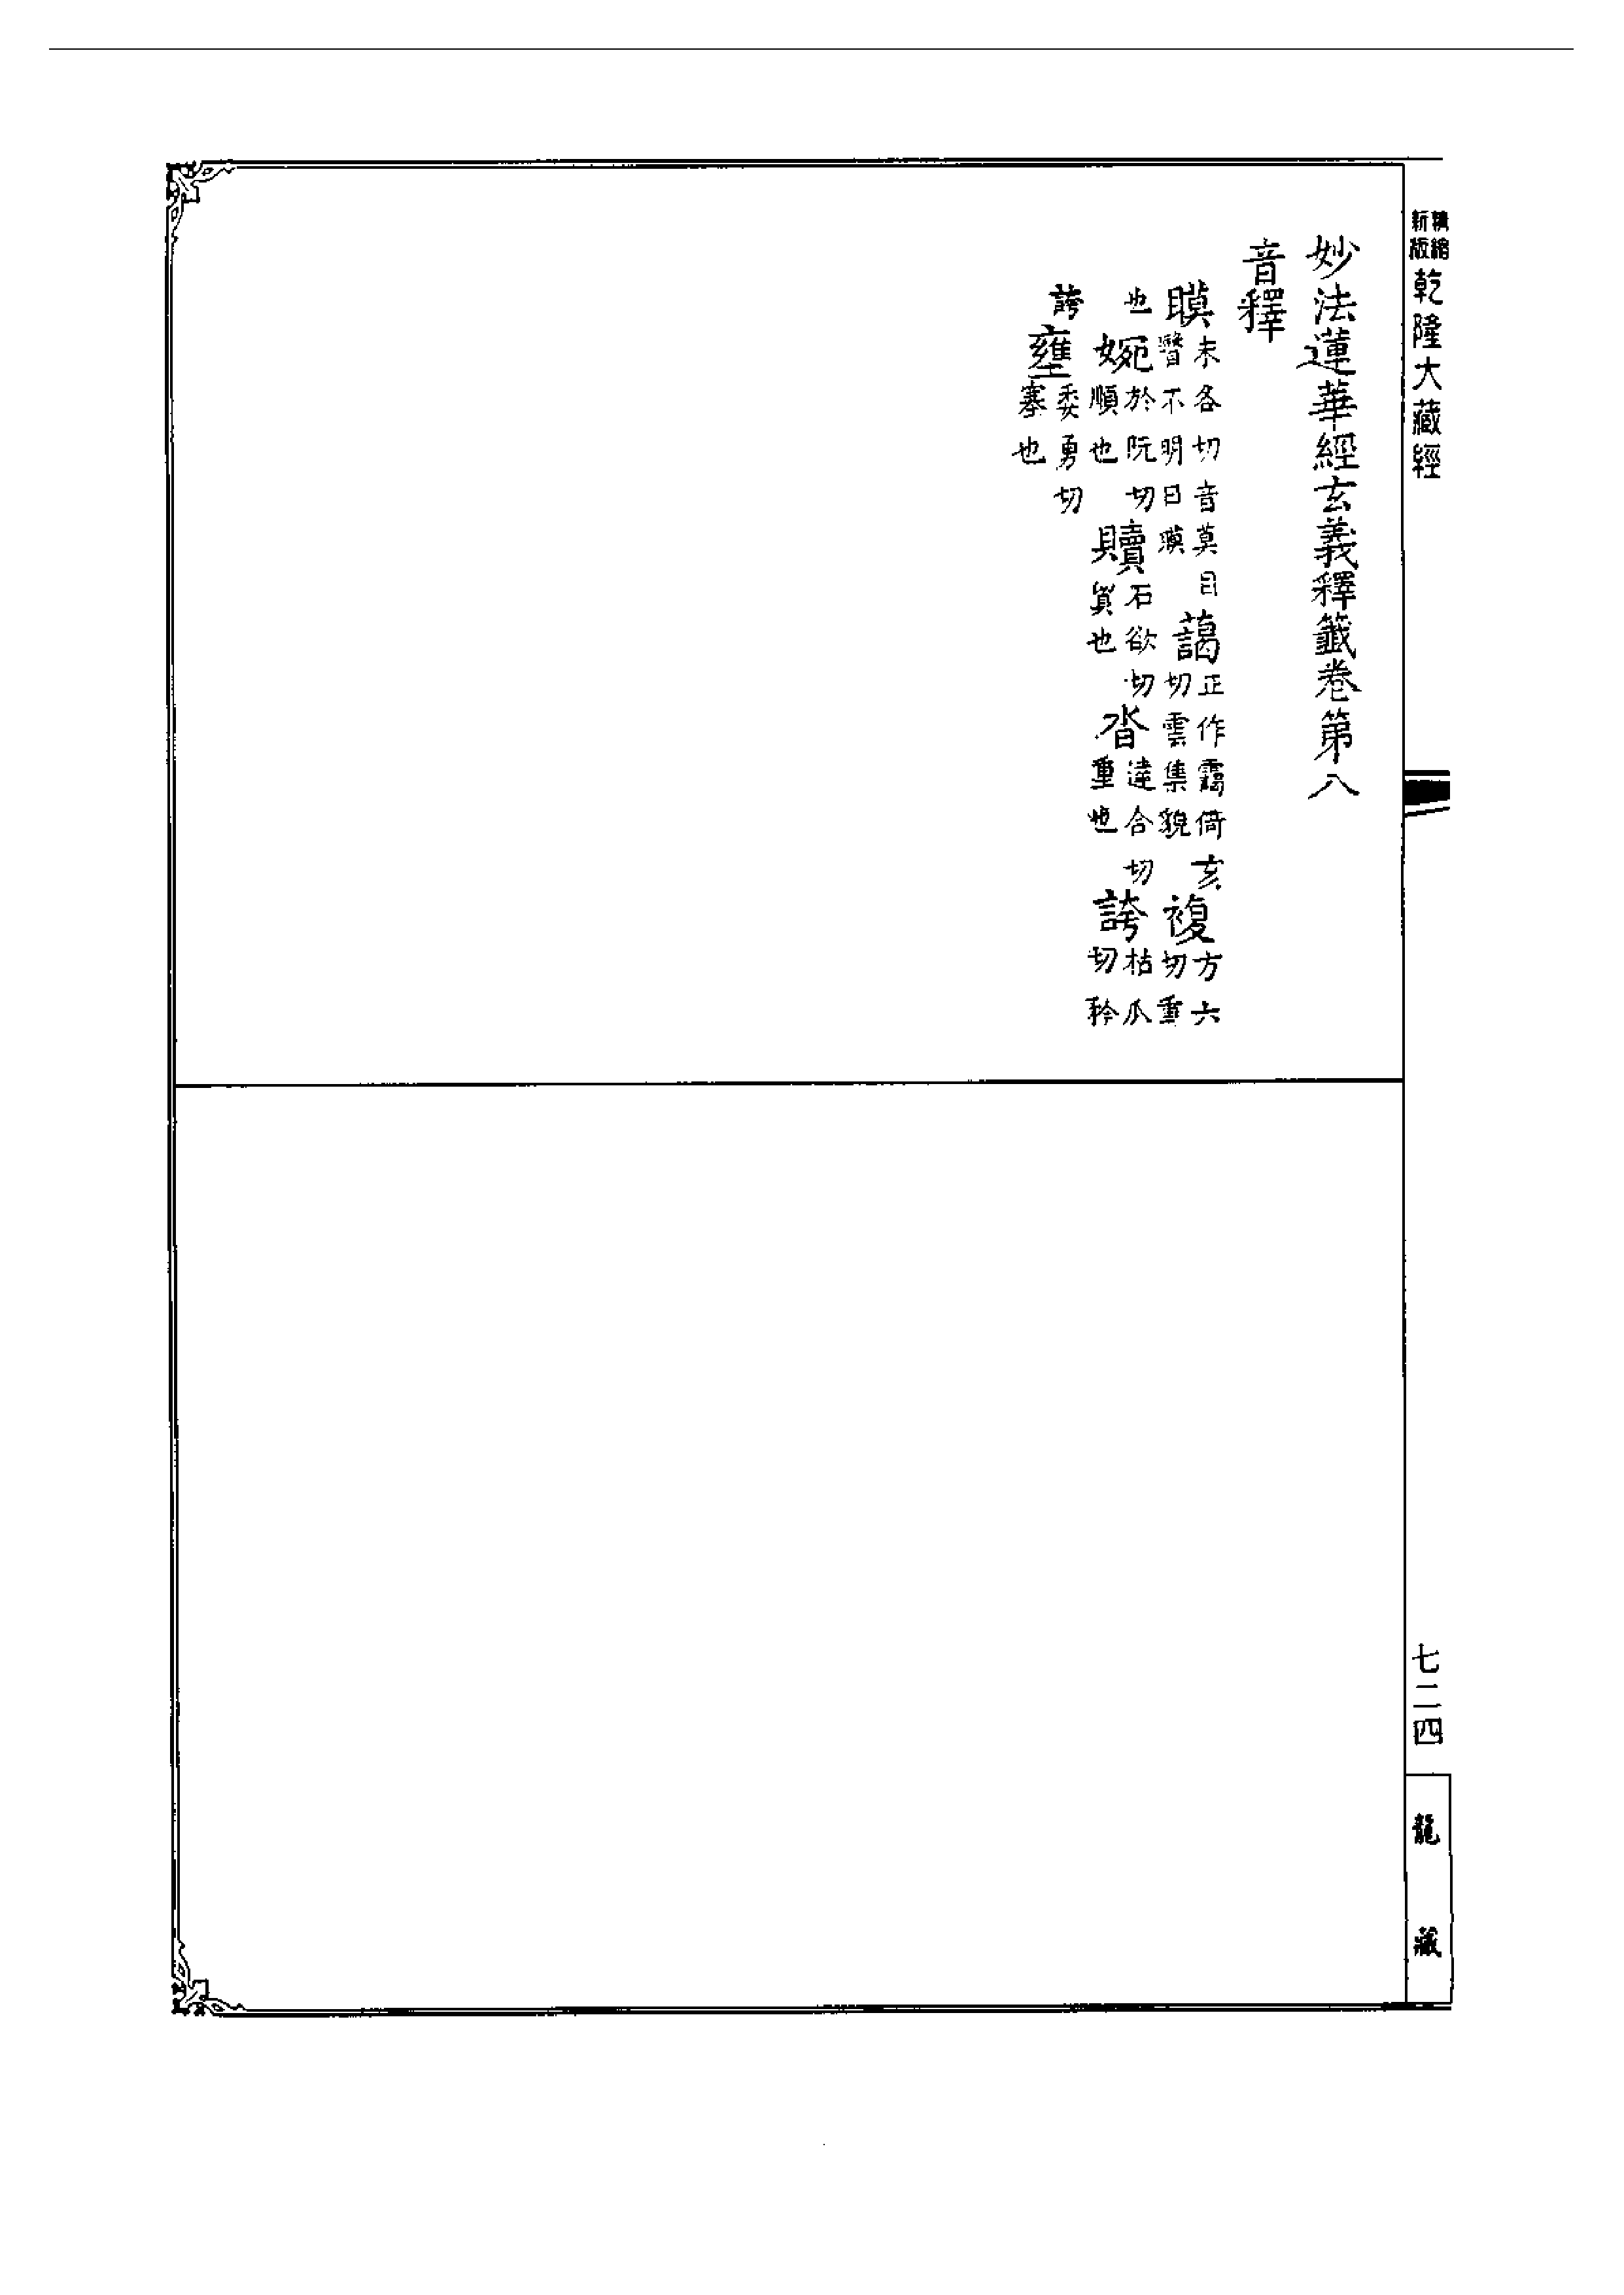 精縮新版乾隆大藏經
妙法蓮華經玄義釋籤卷第八
音釋
瞙末各切音莫目瞖不明曰瞙 藹正作靄倚亥切雲集貌 複方六切重
也 婉於阮切順也 贖石欲切貿也 沓達合切重也 誇枯瓜切矜
誇 壅委勇切塞也
七二四
龍藏